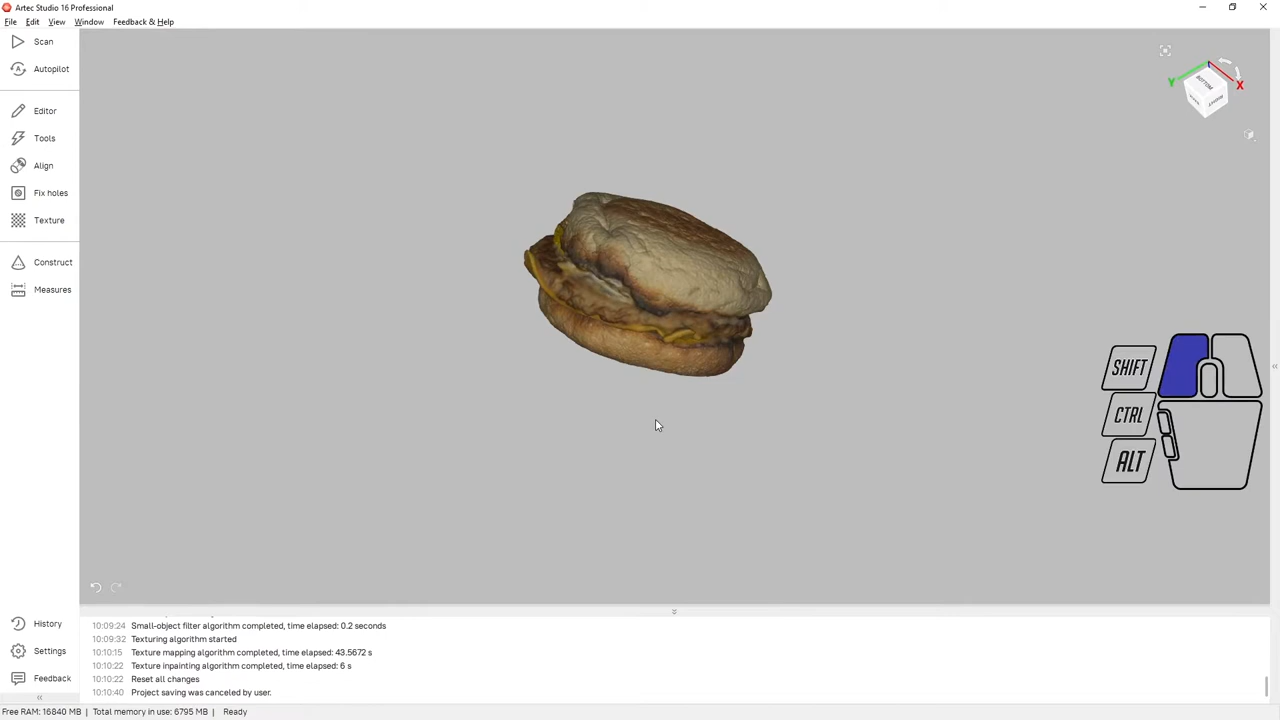 Artec Studio 16 Professional
File Edit View Window Feedback & Help
Scan
Autopilot
Editor
Tools
Align
Fix holes
Texture
Construct
Measures
BOTTOM
RIGHT
Y
X
SHIFT
CTRL
ALT
History
Settings
Feedback
10:09:24 Small-object filter algorithm completed, time elapsed: 0.2 seconds
10:09:32 Texturing algorithm started
10:10:15 Texture mapping algorithm completed, time elapsed: 43.5672 s
10:10:22 Texture inpainting algorithm completed, time elapsed: 6 s
10:10:22 Reset all changes
10:10:40 Project saving was canceled by user.
Free RAM: 16840 MB | Total memory in use: 6795 MB | Ready